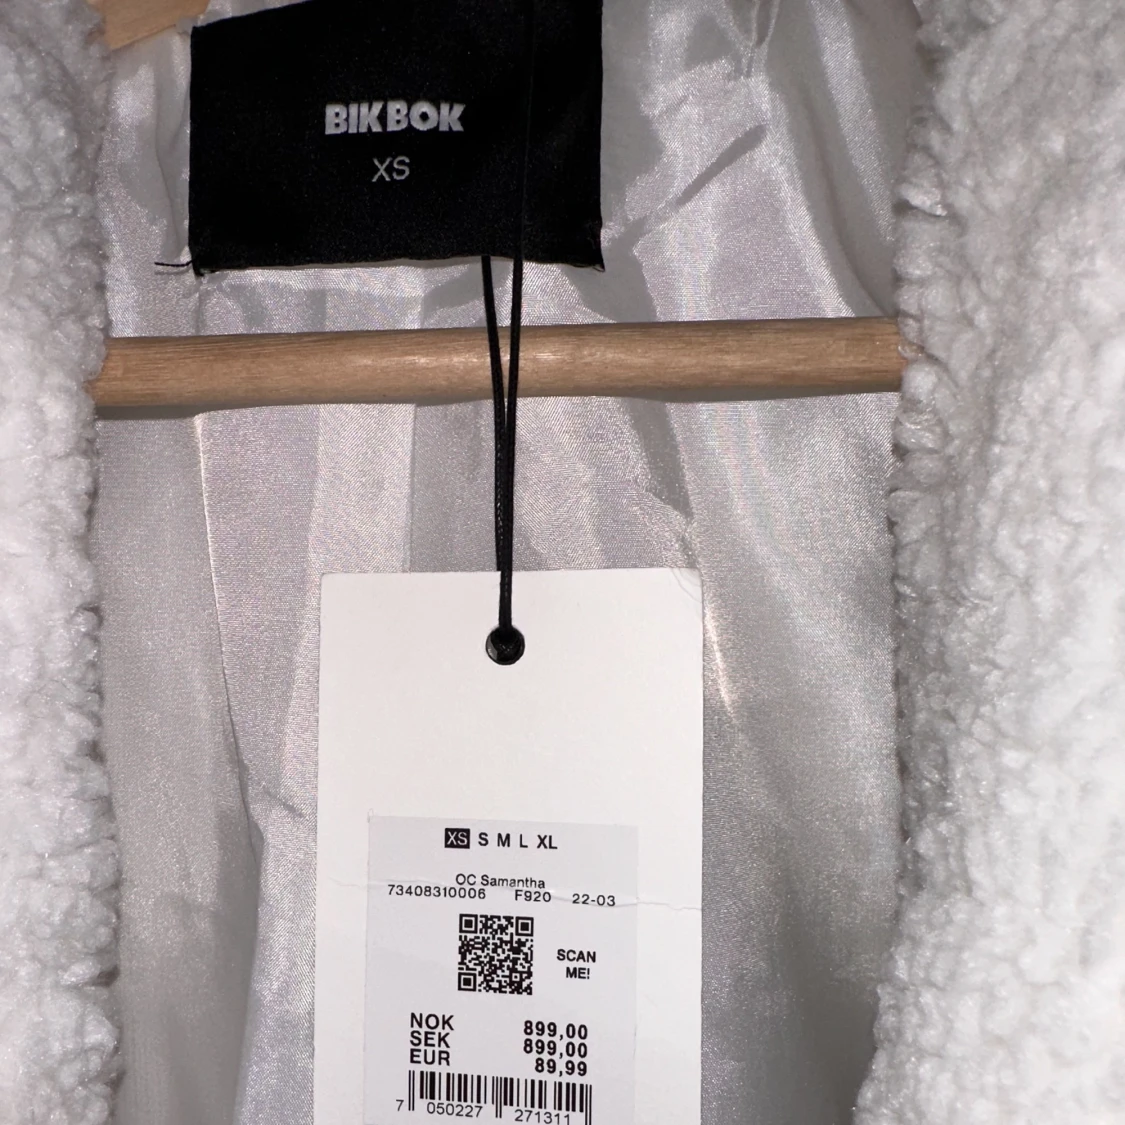 BIKBOK
XS
XS S M L XL
OC Samantha
73408310006 F920 22-03
SCAN
ME!
NOK 899,00
SEK 899,00
EUR 89,99
7 050227 271311